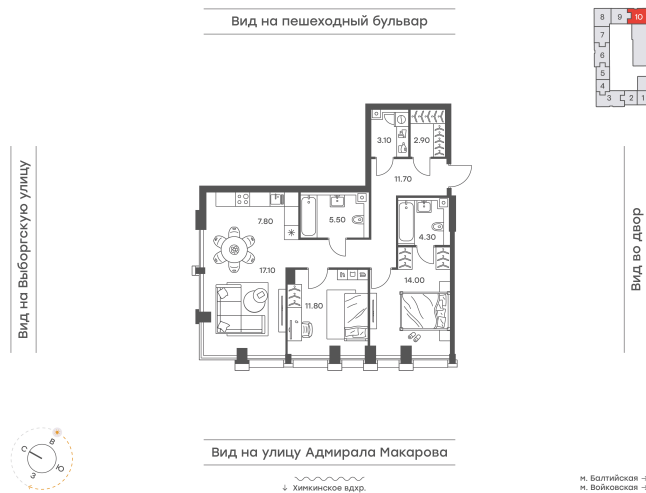 Вид на пешеходный бульвар
8 9 10
7
6
5
4
3 2 1
Вид на Выборгскую улицу
Вид во двор
3.10 2.90
11.70
7.80 5.50 4.30
17.10 14.00
11.80
В
С
Ю
З
Вид на улицу Адмирала Макарова
↓ Химкинское вдхр.
м. Балтийская →
м. Войковская →